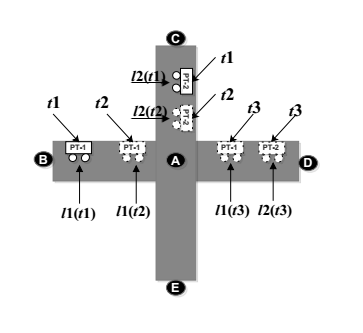 C
t1
l2(t1)
PT-2
t1
t2
l2(t2)
PT-2
t2
t3
t3
PT-1
PT-1
PT-1
PT-2
B
A
D
l1(t1)
l1(t2)
l1(t3)
l2(t3)
E